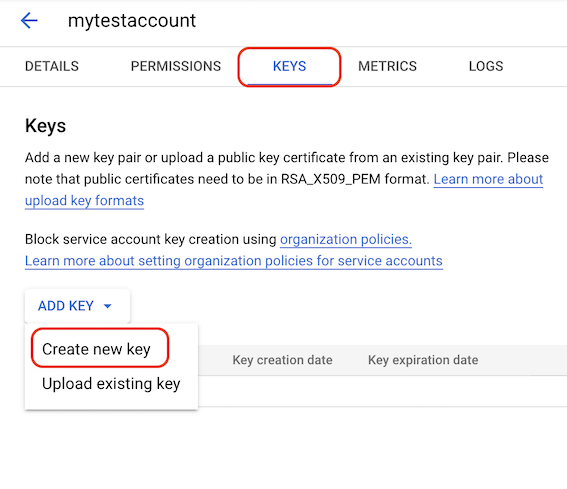 mytestaccount
DETAILS PERMISSIONS KEYS METRICS LOGS
Keys
Add a new key pair or upload a public key certificate from an existing key pair. Please
note that public certificates need to be in RSA_X509_PEM format. Learn more about
upload key formats
Block service account key creation using organization policies.
Learn more about setting organization policies for service accounts
ADD KEY
Create new key
Key creation date Key expiration date
Upload existing key